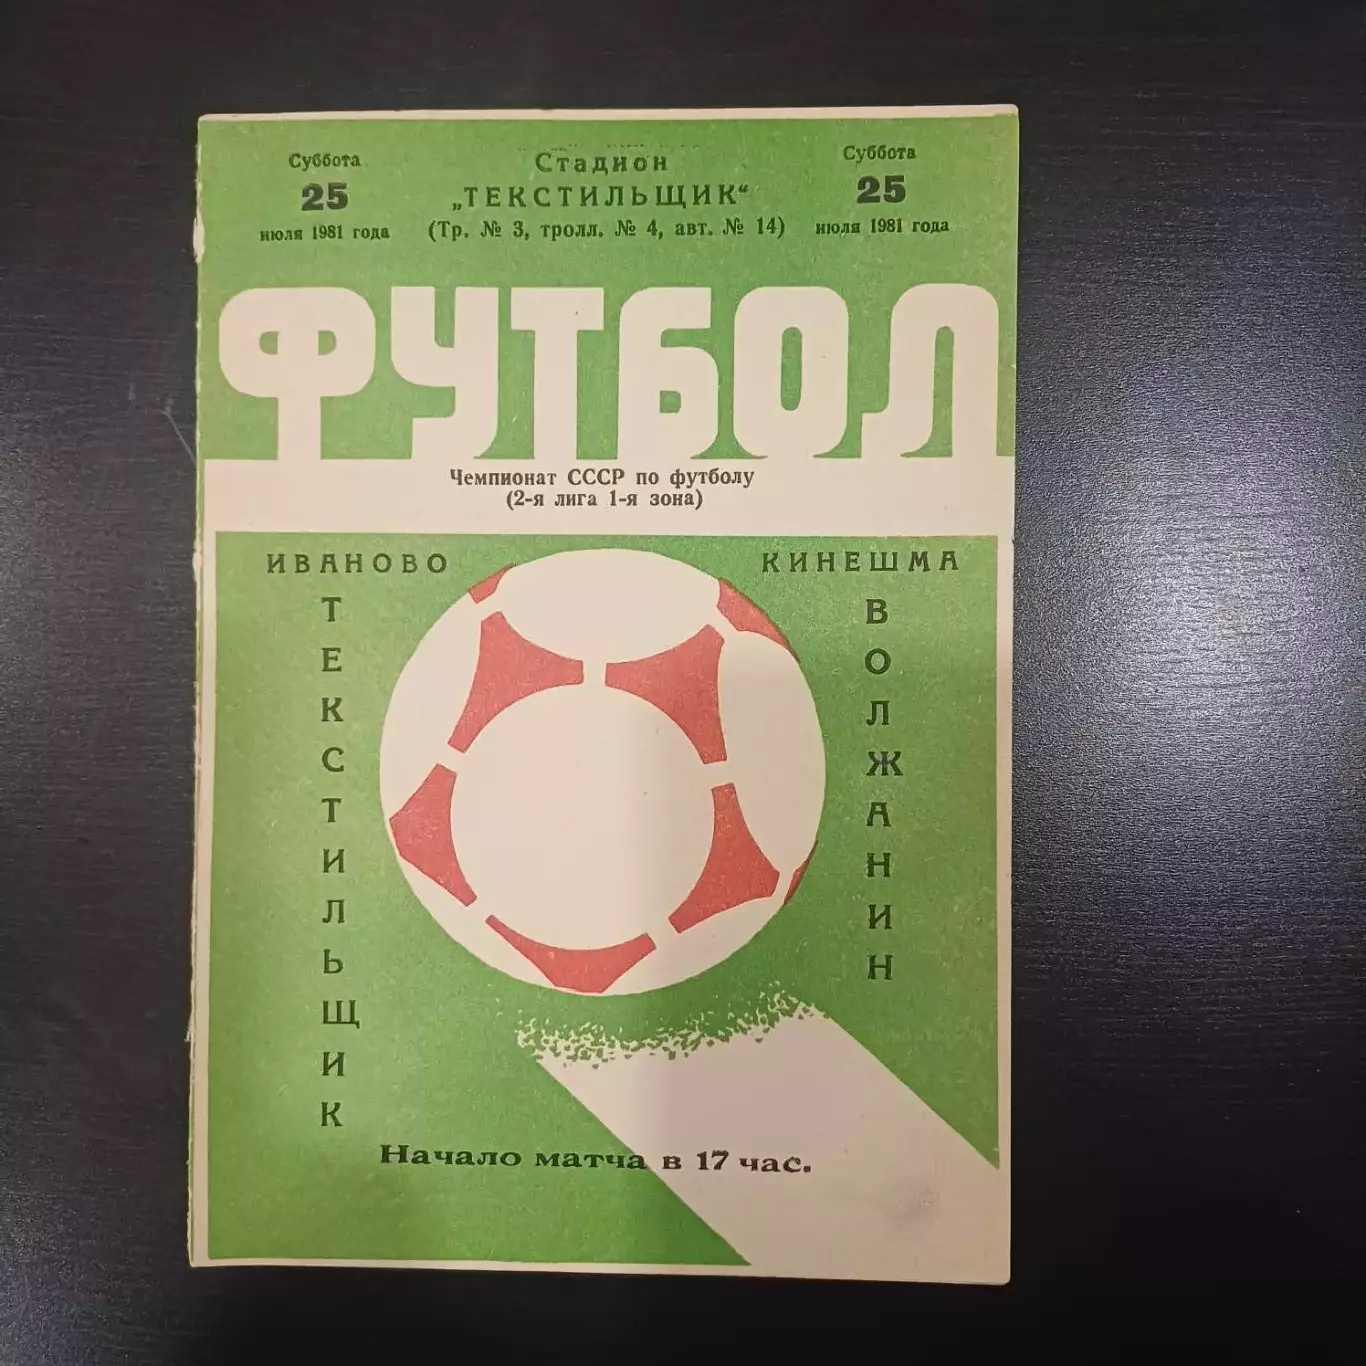 Суббота
25
июля 1981 года
Стадион
„ТЕКСТИЛЬЩИК“
(Тр. № 3, тролл. № 4, авт. № 14)
Суббота
25
июля 1981 года
ФУТБОЛ
Чемпионат СССР по футболу
(2-я лига 1-я зона)
ИВАНОВО
ТЕКСТИЛЬЩИК
КИНЕШМА
ВОЛЖАНИН
Начало матча в 17 час.